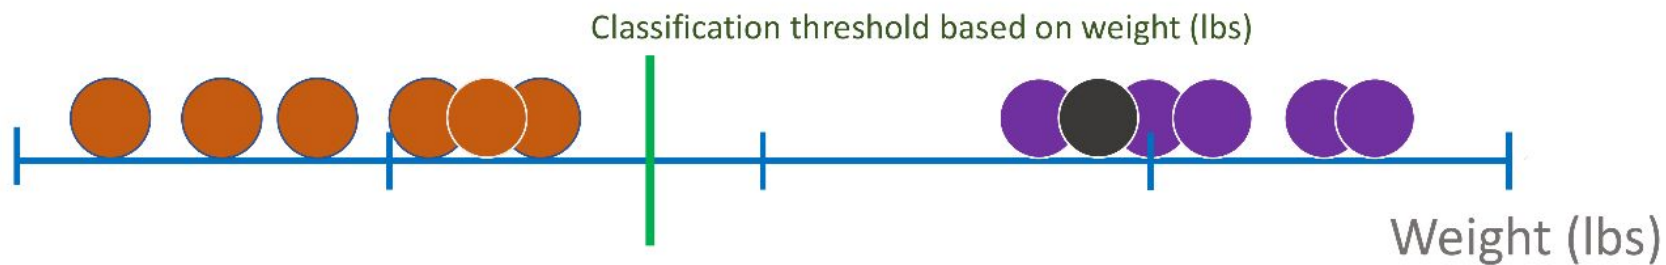 Classification threshold based on weight (lbs)
Weight (lbs)